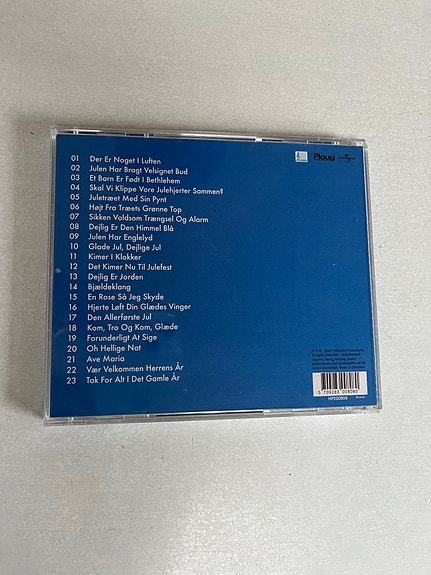 Ploug
01 Der Er Noget I Luften
02 Julen Har Bragt Velsignet Bud
03 Et Barn Er Født I Bethlehem
04 Skal Vi Klippe Vore Julehjerter Sammen?
05 Juletræet Med Sin Pynt
06 Højt Fra Træets Grønne Top
07 Sikken Voldsom Trængsel Og Alarm
08 Dejlig Er Den Himmel Blå
09 Julen Har Englelyd
10 Glade Jul, Dejlige Jul
11 Kimer I Klokker
12 Det Kimer Nu Til Julefest
13 Dejlig Er Jorden
14 Bjældeklang
15 En Rose Så Jeg Skyde
16 Hjerte Løft Din Glædes Vinger
17 Den Allerførste Jul
18 Kom, Tro Og Kom, Glæde
19 Forunderligt At Sige
20 Oh Hellige Nat
21 Ave Maria
22 Vær Velkommen Herrens År
23 Tak For Alt I Det Gamle År
5 709283 008080
HP200808